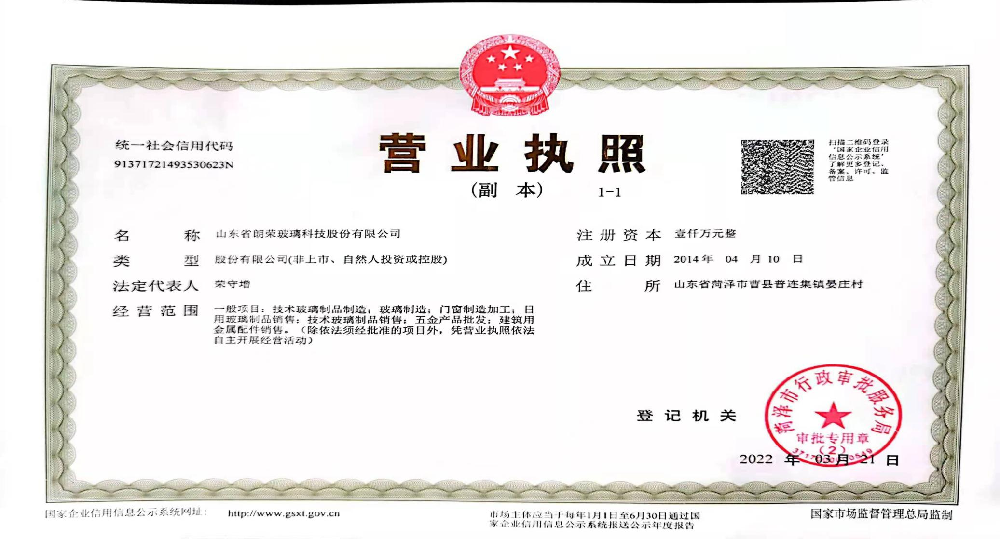 营业执照
(副 本) 1-1
统一社会信用代码
91371721493530623N
扫描二维码登录
‘国家企业信用
信息公示系统’
了解更多登记、
备案、许可、监
管信息
名 称 山东省朗荣玻璃科技股份有限公司
类 型 股份有限公司(非上市、自然人投资或控股)
法定代表人 荣守增
经营范围 一般项目：技术玻璃制品制造；玻璃制造；门窗制造加工；日
用玻璃制品销售；技术玻璃制品销售；五金产品批发；建筑用
金属配件销售。（除依法须经批准的项目外，凭营业执照依法
自主开展经营活动）
注册资本 壹仟万元整
成立日期 2014年 04 月 10 日
住 所 山东省菏泽市曹县普连集镇晏庄村
登记机关
菏泽市行政审批服务局
审批专用章
（2）
2022 年 03月 21 日
国家企业信用信息公示系统网址： http://www.gsxt.gov.cn
市场主体应当于每年1月1日至6月30日通过国
家企业信用信息公示系统报送公示年度报告
国家市场监督管理总局监制